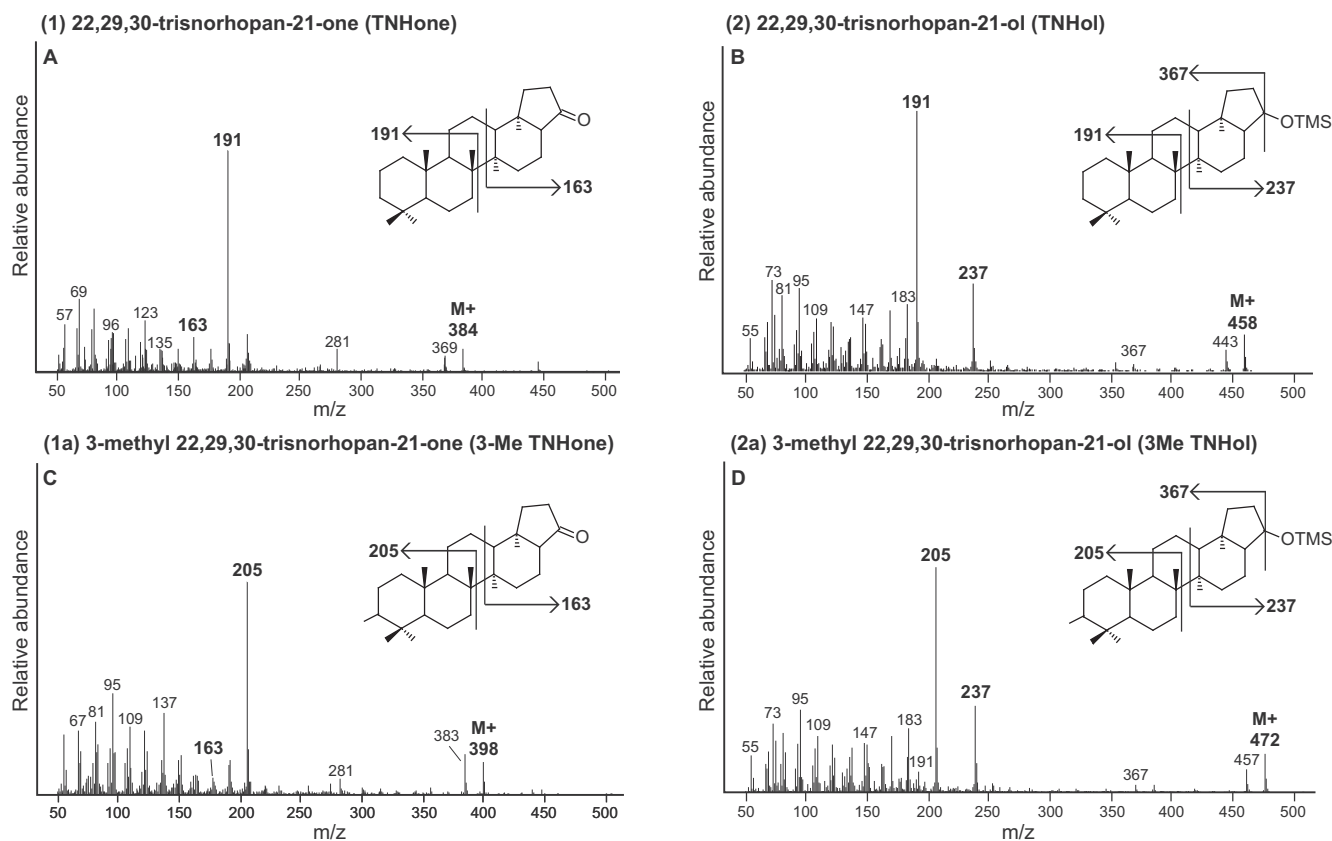 (1) 22,29,30-trisnorhopan-21-one (TNHone)
A
Relative abundance
191
69
57
96
123
135
163
281
369
M+
384
191
163
O
50 100 150 200 250 300 350 400 450 500
m/z
(2) 22,29,30-trisnorhopan-21-ol (TNHol)
B
Relative abundance
191
73
81
95
55
109
147
183
237
367
443
M+
458
367
OTMS
191
237
50 100 150 200 250 300 350 400 450 500
m/z
(1a) 3-methyl 22,29,30-trisnorhopan-21-one (3-Me TNHone)
C
Relative abundance
205
95
81
67
109
137
163
281
383
M+
398
O
205
163
50 100 150 200 250 300 350 400 450 500
m/z
(2a) 3-methyl 22,29,30-trisnorhopan-21-ol (3Me TNHol)
D
Relative abundance
205
95
73
55
109
147
183
191
237
367
457
M+
472
367
OTMS
205
237
50 100 150 200 250 300 350 400 450 500
m/z